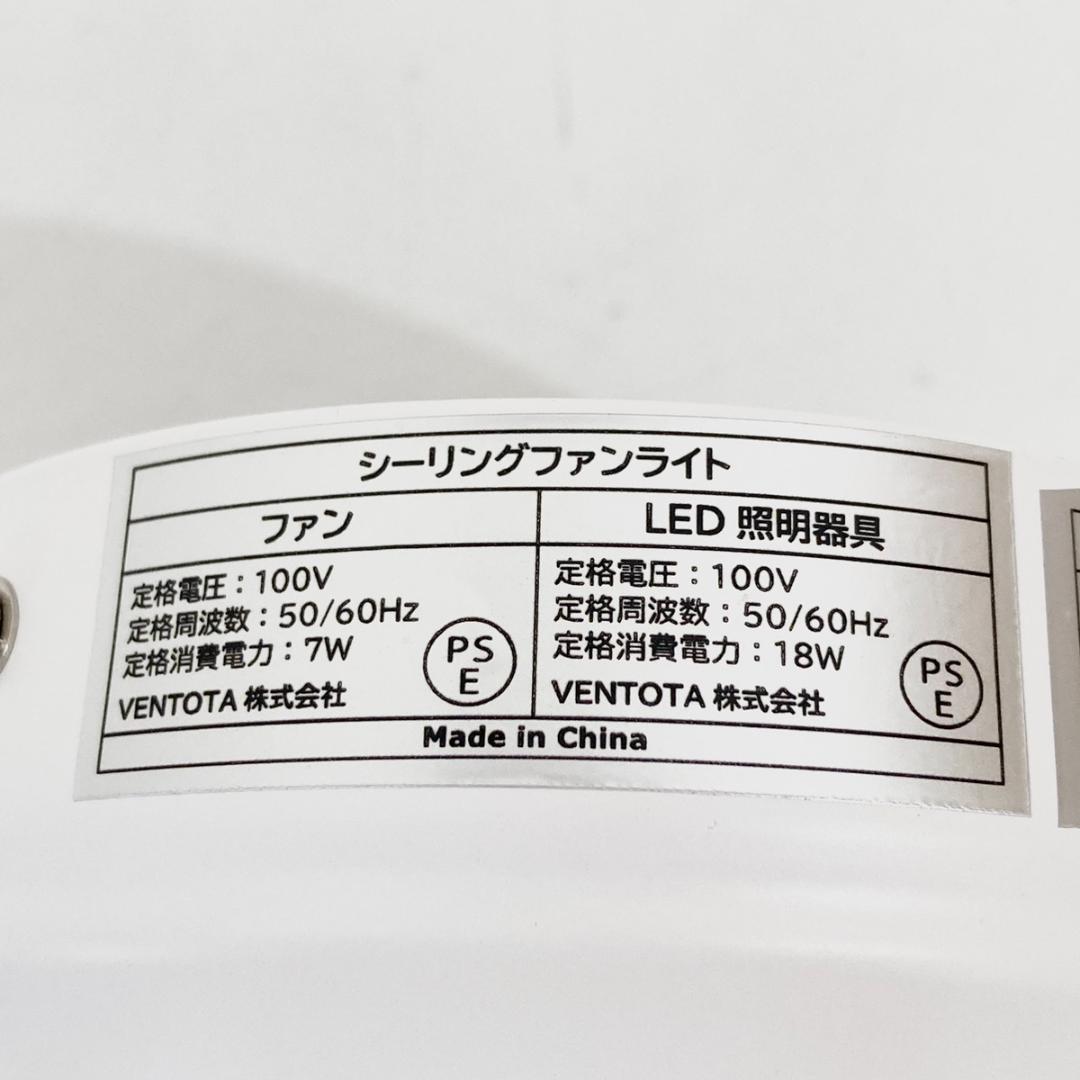 シーリングファンライト
ファン
定格電圧：100V
定格周波数：50/60Hz
定格消費電力：7W
PS
E
VENTOTA 株式会社
LED 照明器具
定格電圧：100V
定格周波数：50/60Hz
定格消費電力：18W
PS
E
VENTOTA 株式会社
Made in China